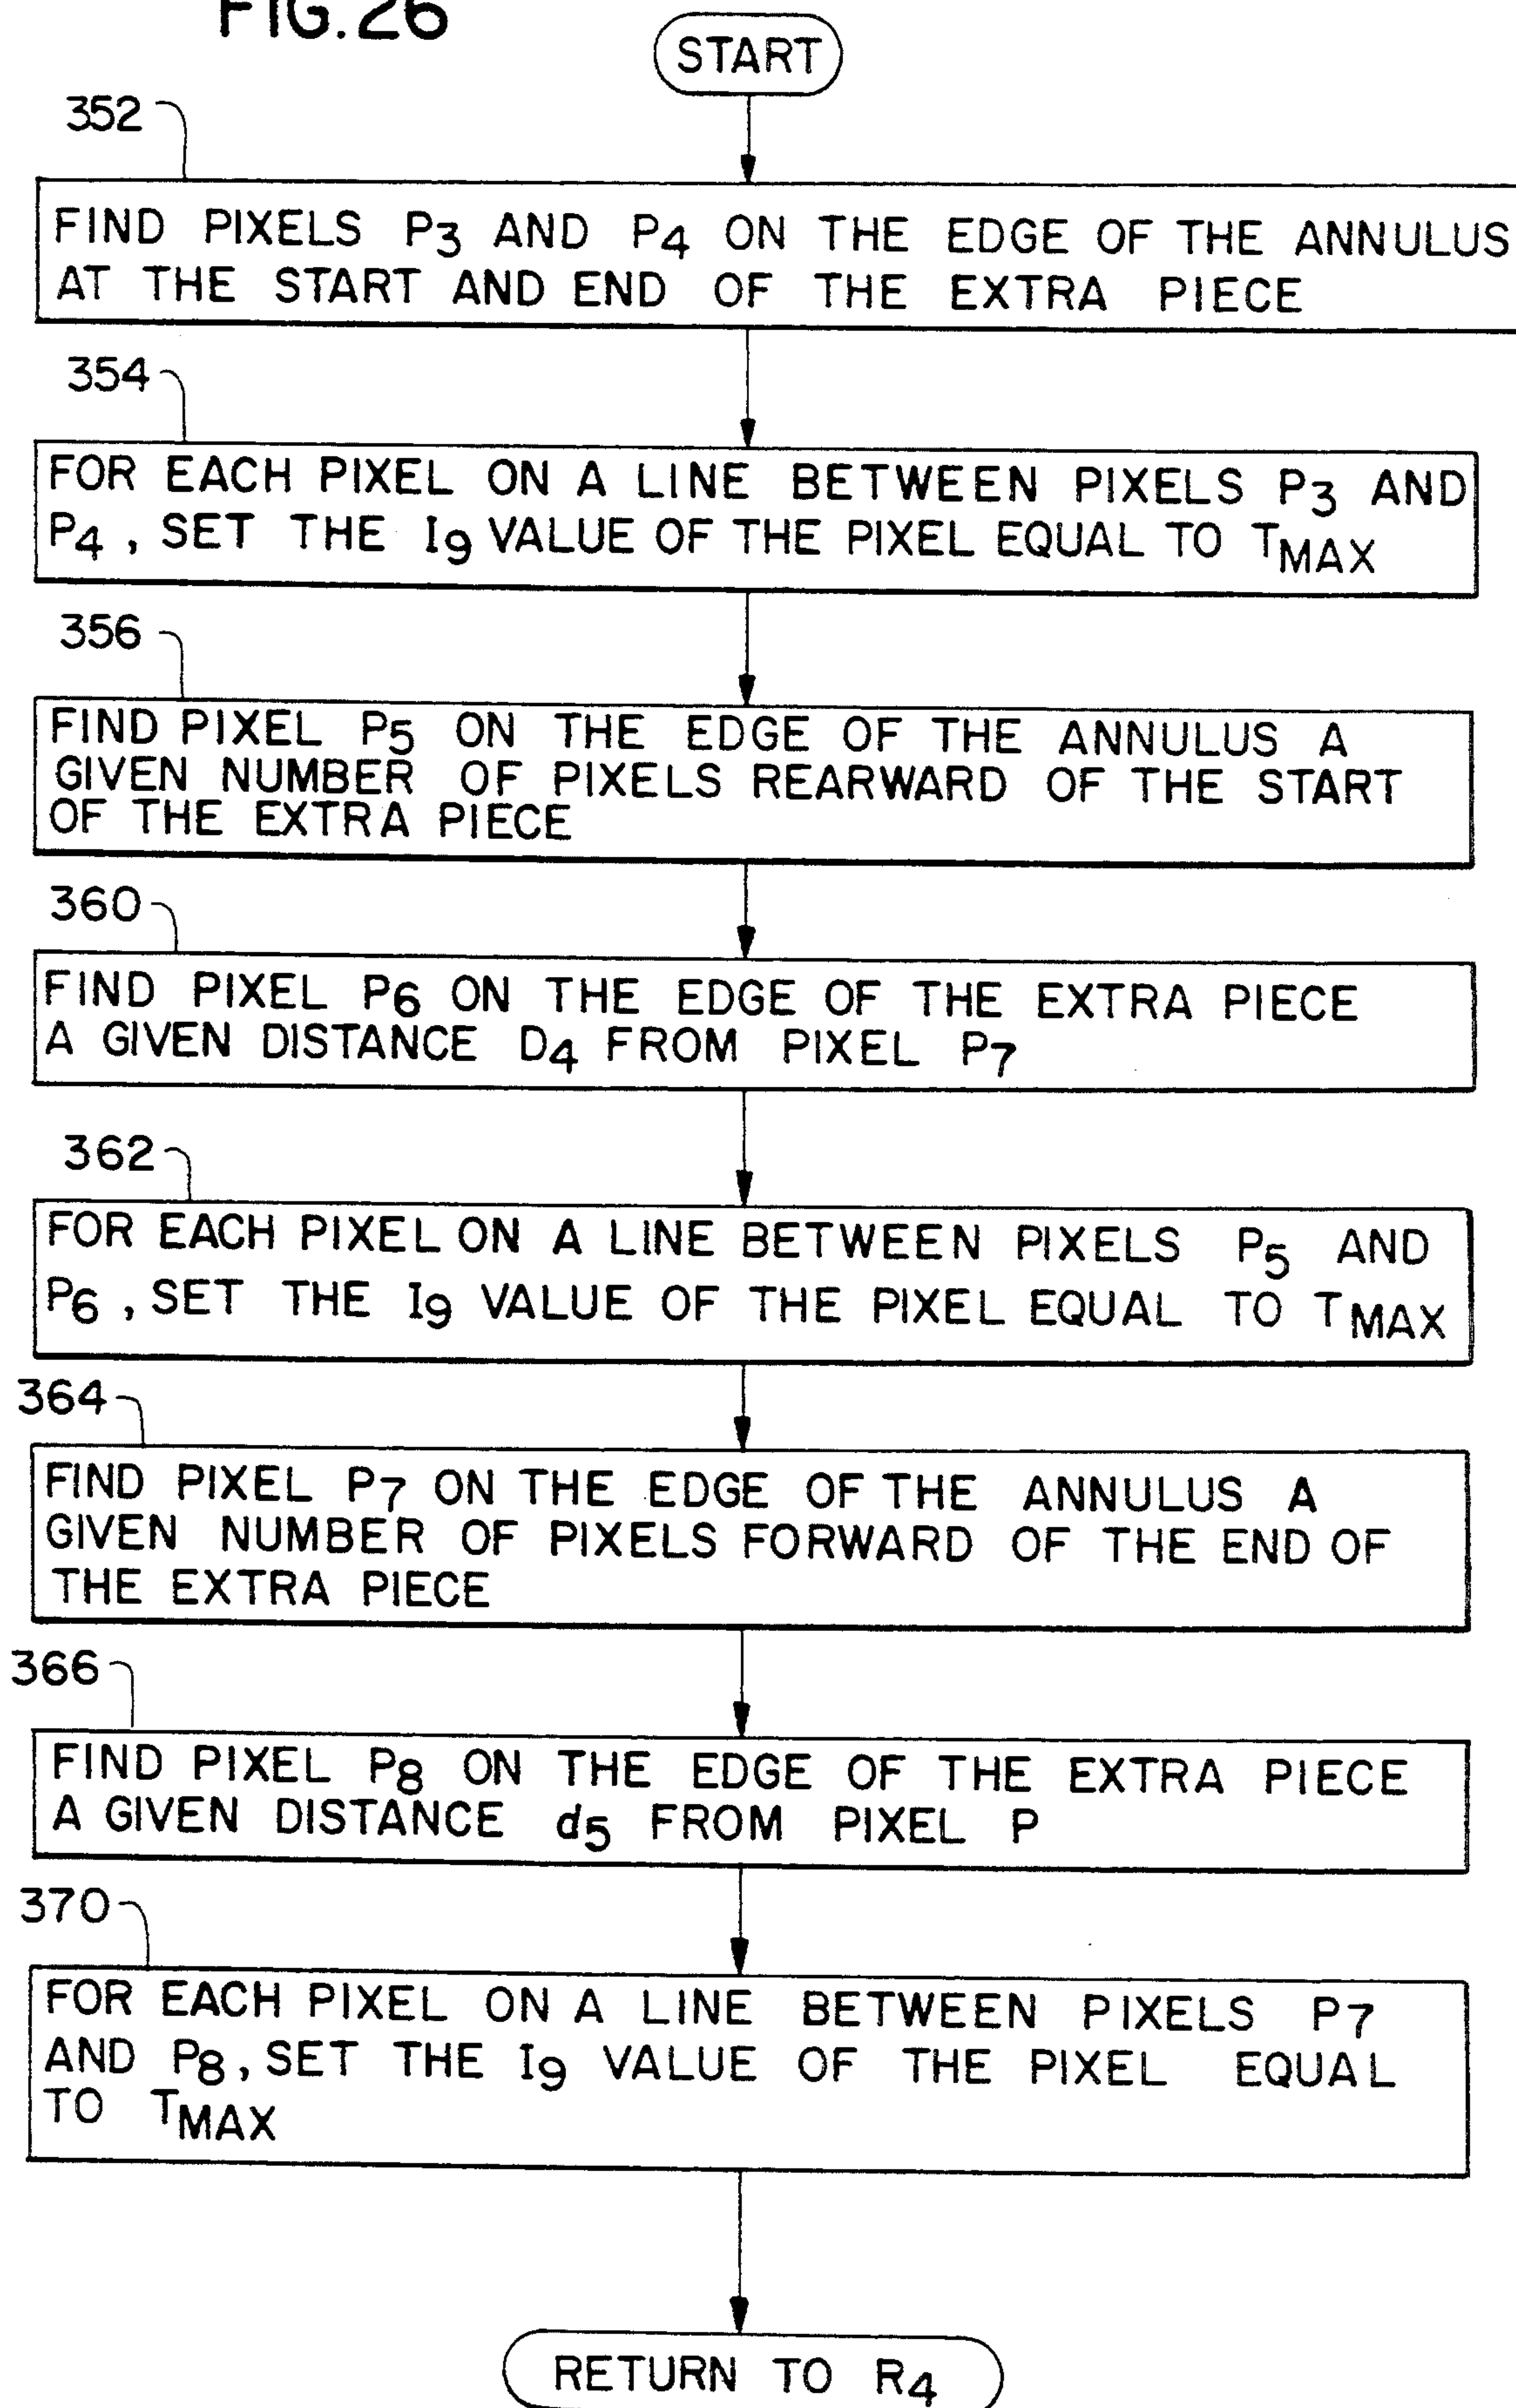 FIG.26
START
352
FIND PIXELS P3 AND P4 ON THE EDGE OF THE ANNULUS
AT THE START AND END OF THE EXTRA PIECE
354
FOR EACH PIXEL ON A LINE BETWEEN PIXELS P3 AND
P4, SET THE I9 VALUE OF THE PIXEL EQUAL TO TMAX
356
FIND PIXEL P5 ON THE EDGE OF THE ANNULUS A
GIVEN NUMBER OF PIXELS REARWARD OF THE START
OF THE EXTRA PIECE
360
FIND PIXEL P6 ON THE EDGE OF THE EXTRA PIECE
A GIVEN DISTANCE D4 FROM PIXEL P7
362
FOR EACH PIXEL ON A LINE BETWEEN PIXELS P5 AND
P6, SET THE I9 VALUE OF THE PIXEL EQUAL TO TMAX
364
FIND PIXEL P7 ON THE EDGE OF THE ANNULUS A
GIVEN NUMBER OF PIXELS FORWARD OF THE END OF
THE EXTRA PIECE
366
FIND PIXEL P8 ON THE EDGE OF THE EXTRA PIECE
A GIVEN DISTANCE d5 FROM PIXEL P
370
FOR EACH PIXEL ON A LINE BETWEEN PIXELS P7
AND P8, SET THE I9 VALUE OF THE PIXEL EQUAL
TO TMAX
RETURN TO R4